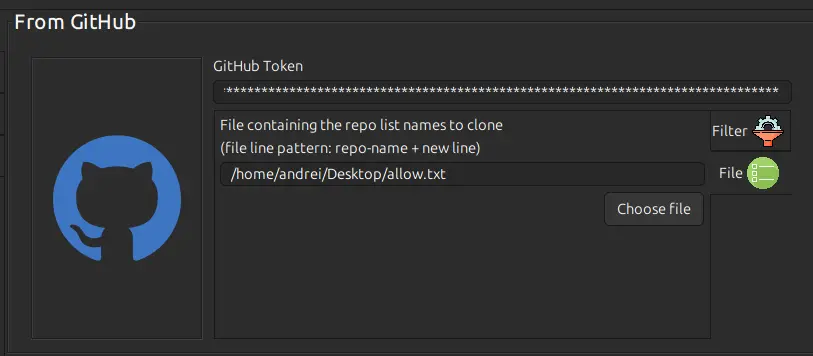 From GitHub
GitHub Token
*******************************************************************************
File containing the repo list names to clone
(file line pattern: repo-name + new line)
/home/andrei/Desktop/allow.txt
Choose file
Filter
File